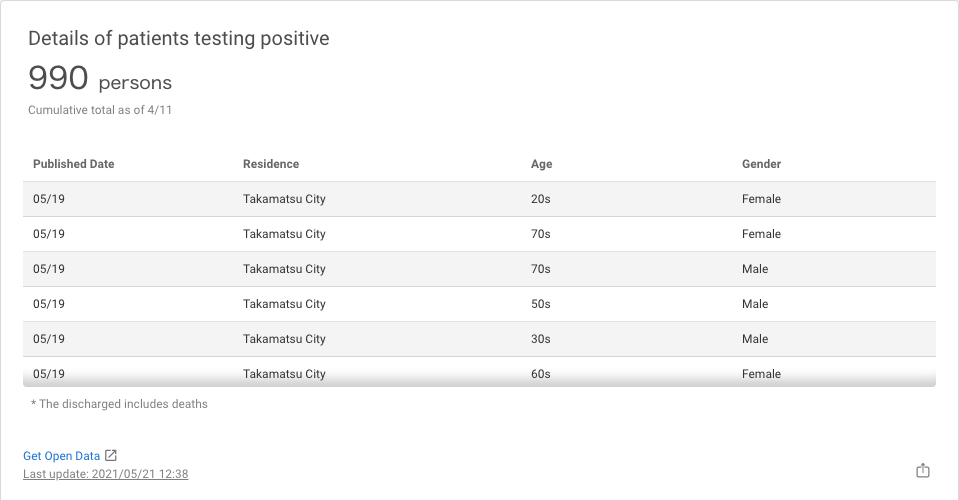 Details of patients testing positive
990 persons
Cumulative total as of 4/11
Published Date Residence Age Gender
05/19 Takamatsu City 20s Female
05/19 Takamatsu City 70s Female
05/19 Takamatsu City 70s Male
05/19 Takamatsu City 50s Male
05/19 Takamatsu City 30s Male
05/19 Takamatsu City 60s Female
* The discharged includes deaths
Get Open Data
Last update: 2021/05/21 12:38